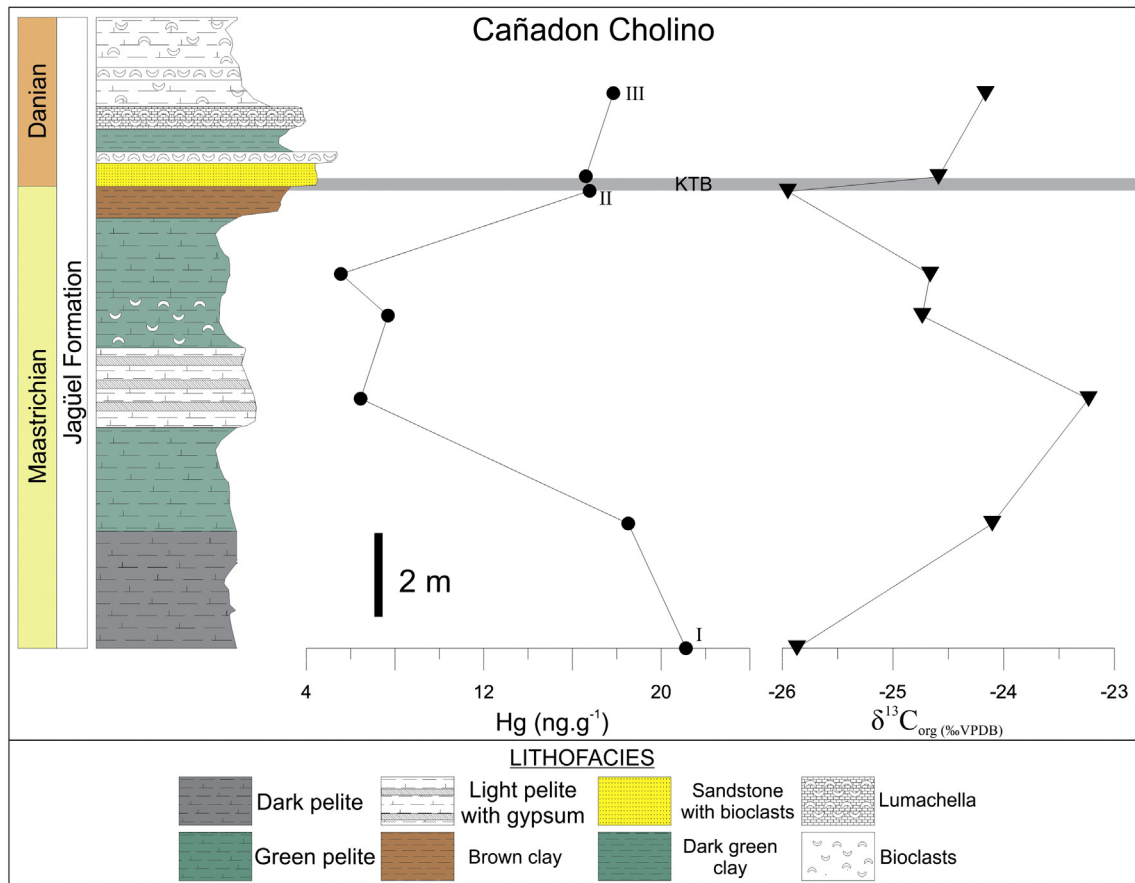 Cañadon Cholino
Danian
Maastrichian
Jagüel Formation
III
KTB
II
2 m
I
4 12 20
Hg (ng.g⁻¹)
-26 -25 -24 -23
δ¹³C org (‰VPDB)
LITHOFACIES
Dark pelite
Light pelite
with gypsum
Sandstone
with bioclasts
Lumachella
Green pelite
Brown clay
Dark green
clay
Bioclasts